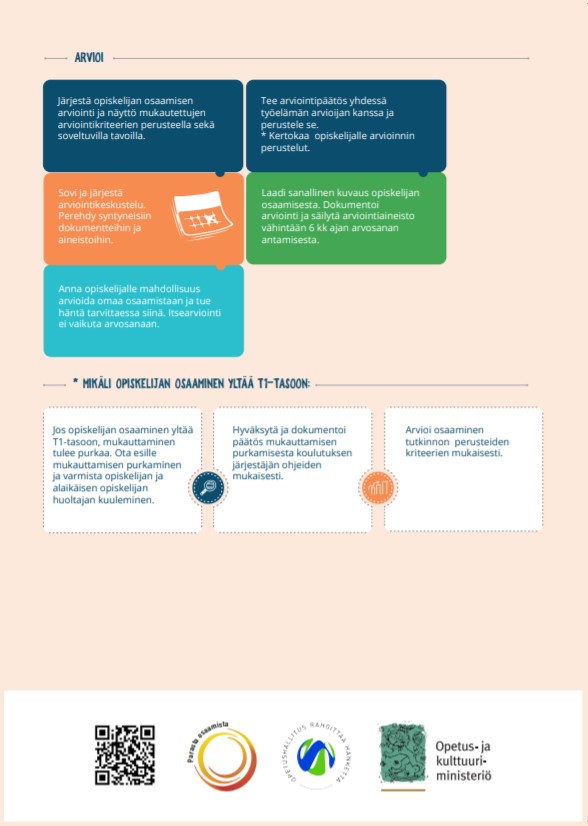 ARVIOI
Järjestä opiskelijan osaamisen
arviointi ja näyttö mukautettujen
arviointikriteerien perusteella sekä
soveltuvilla tavoilla.
Tee arviointipäätös yhdessä
työelämän arvioijan kanssa ja
perustele se.
* Kertokaa opiskelijalle arvioinnin
perustelut.
Sovi ja järjestä
arviointikeskustelu.
Perehdy syntyneisiin
dokumentteihin ja
aineistoihin.
Laadi sanallinen kuvaus opiskelijan
osaamisesta. Dokumentoi
arviointi ja säilytä arviointiaineisto
vähintään 6 kk ajan arvosanan
antamisesta.
Anna opiskelijalle mahdollisuus
arvioida omaa osaamistaan ja tue
häntä tarvittaessa siinä. Itsearviointi
ei vaikuta arvosanaan.
* MIKÄLI OPISKELIJAN OSAAMINEN YLTÄÄ T1-TASOON:
Jos opiskelijan osaaminen yltää
T1-tasoon, mukauttaminen
tulee purkaa. Ota esille
mukauttamisen purkaminen
ja varmista opiskelijan ja
alaikäisen opiskelijan
huoltajan kuuleminen.
Hyväksytä ja dokumentoi
päätös mukauttamisen
purkamisesta koulutuksen
järjestäjän ohjeiden
mukaisesti.
Arvioi osaaminen
tutkinnon perusteiden
kriteerien mukaisesti.
Parasta osaamista
OPETUSHALLITUS RAHOITTAA HANKETTA
Opetus- ja
kulttuuri-
ministeriö